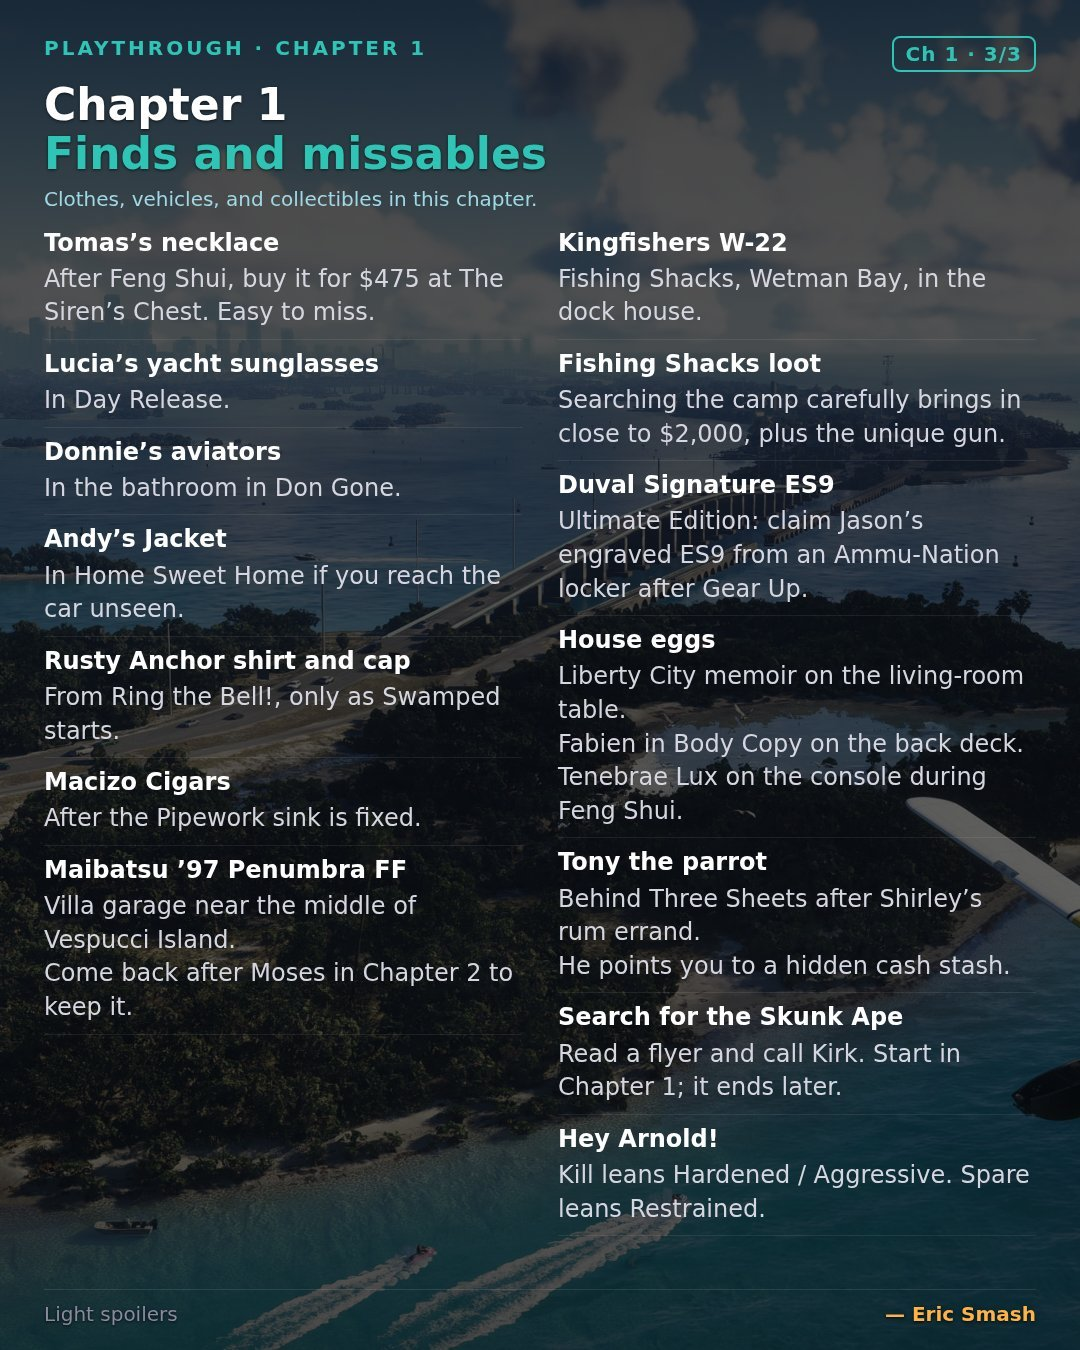 PLAYTHROUGH · CHAPTER 1
Ch 1 · 3/3
Chapter 1
Finds and missables
Clothes, vehicles, and collectibles in this chapter.
Tomas’s necklace
After Feng Shui, buy it for $475 at The
Siren’s Chest. Easy to miss.
Lucia’s yacht sunglasses
In Day Release.
Donnie’s aviators
In the bathroom in Don Gone.
Andy’s Jacket
In Home Sweet Home if you reach the
car unseen.
Rusty Anchor shirt and cap
From Ring the Bell!, only as Swamped
starts.
Macizo Cigars
After the Pipework sink is fixed.
Maibatsu ’97 Penumbra FF
Villa garage near the middle of
Vespucci Island.
Come back after Moses in Chapter 2 to
keep it.
Kingfishers W-22
Fishing Shacks, Wetman Bay, in the
dock house.
Fishing Shacks loot
Searching the camp carefully brings in
close to $2,000, plus the unique gun.
Duval Signature ES9
Ultimate Edition: claim Jason’s
engraved ES9 from an Ammu-Nation
locker after Gear Up.
House eggs
Liberty City memoir on the living-room
table.
Fabien in Body Copy on the back deck.
Tenebrae Lux on the console during
Feng Shui.
Tony the parrot
Behind Three Sheets after Shirley’s
rum errand.
He points you to a hidden cash stash.
Search for the Skunk Ape
Read a flyer and call Kirk. Start in
Chapter 1; it ends later.
Hey Arnold!
Kill leans Hardened / Aggressive. Spare
leans Restrained.
Light spoilers
— Eric Smash